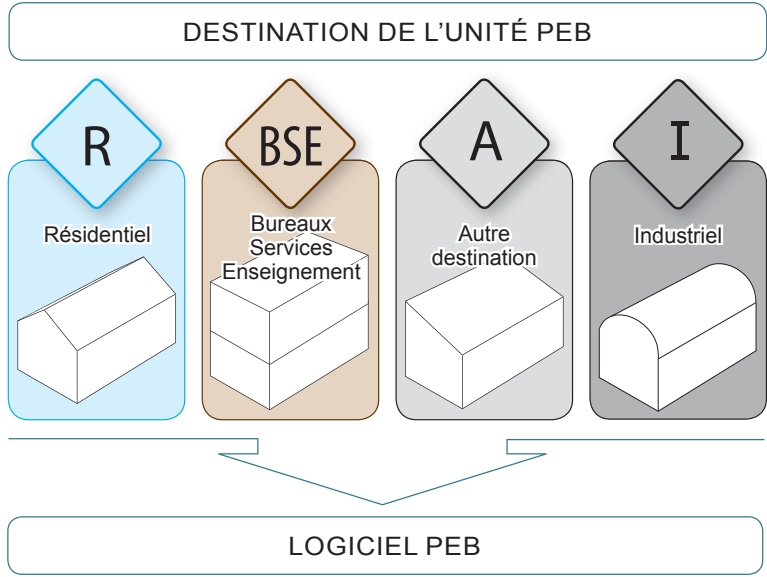 DESTINATION DE L'UNITÉ PEB
R
BSE
A
I
Résidentiel
Bureaux
Services
Enseignement
Autre
destination
Industriel
LOGICIEL PEB